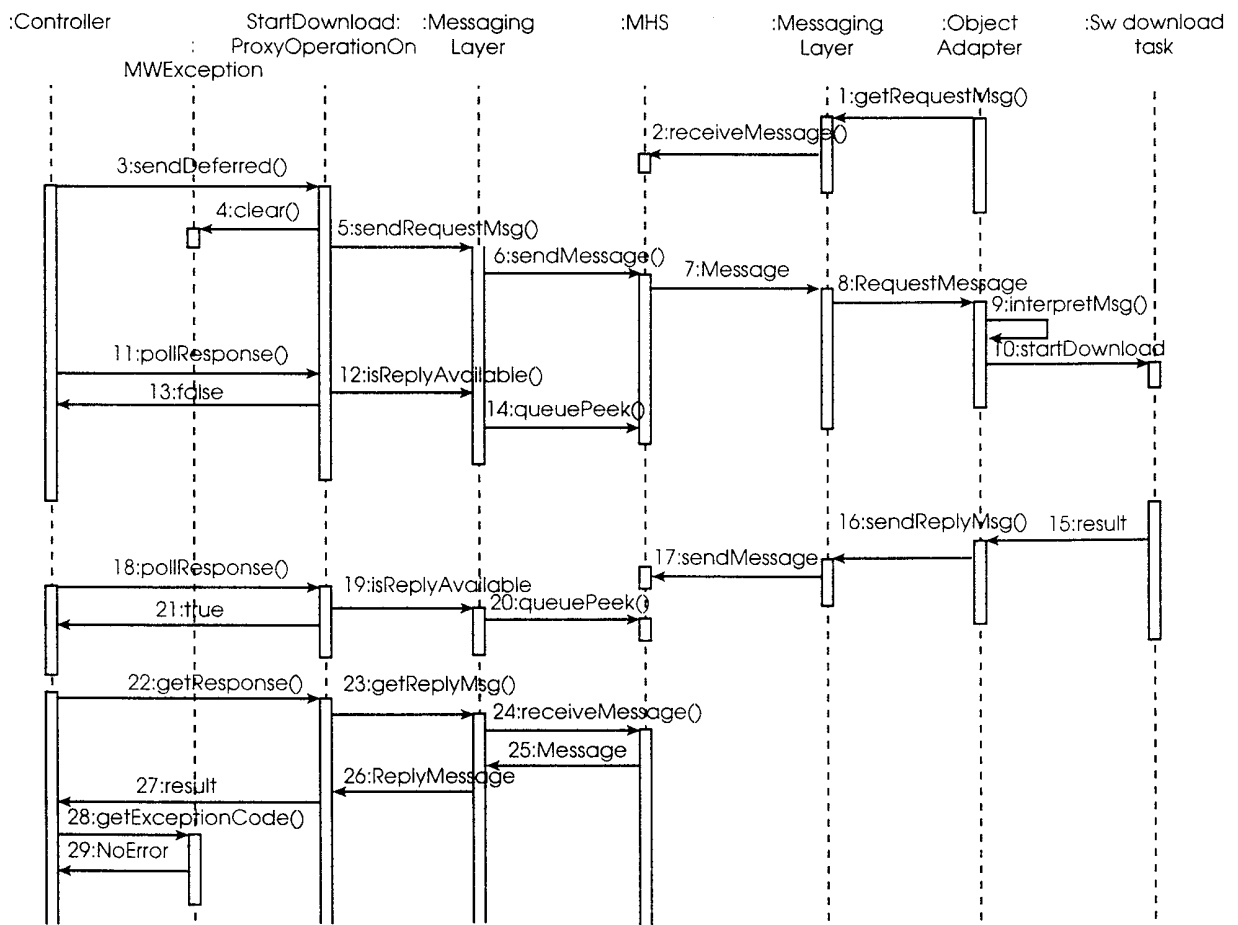 :Controller
StartDownload:
ProxyOperationOn
:
MWException
:Messaging
Layer
:MHS
:Messaging
Layer
:Object
Adapter
:Sw download
task
1:getRequestMsg()
2:receiveMessage()
3:sendDeferred()
4:clear()
5:sendRequestMsg()
6:sendMessage()
7:Message
8:RequestMessage
9:interpretMsg()
10:startDownload
11:pollResponse()
12:isReplyAvailable()
13:false
14:queuePeek()
15:result
16:sendReplyMsg()
17:sendMessage
18:pollResponse()
19:isReplyAvailable
20:queuePeek()
21:true
22:getResponse()
23:getReplyMsg()
24:receiveMessage()
25:Message
26:ReplyMessage
27:result
28:getExceptionCode()
29:NoError